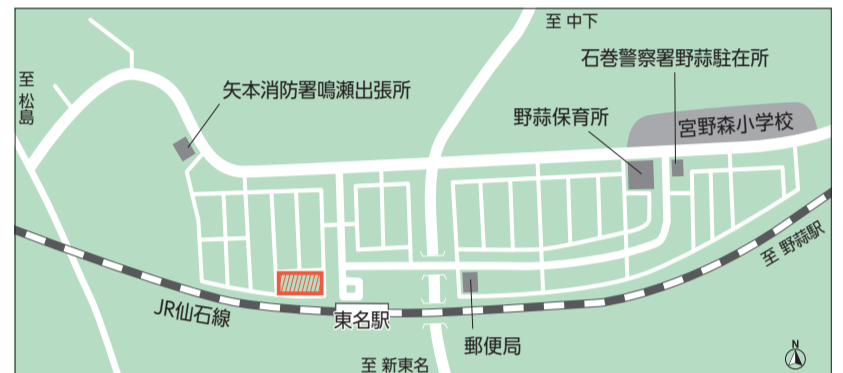 至 中下
石巻警察署野蒜駐在所
至 松島
矢本消防署鳴瀬出張所
野蒜保育所
宮野森小学校
至 野蒜駅
JR仙石線
東名駅
郵便局
至 新東名
N